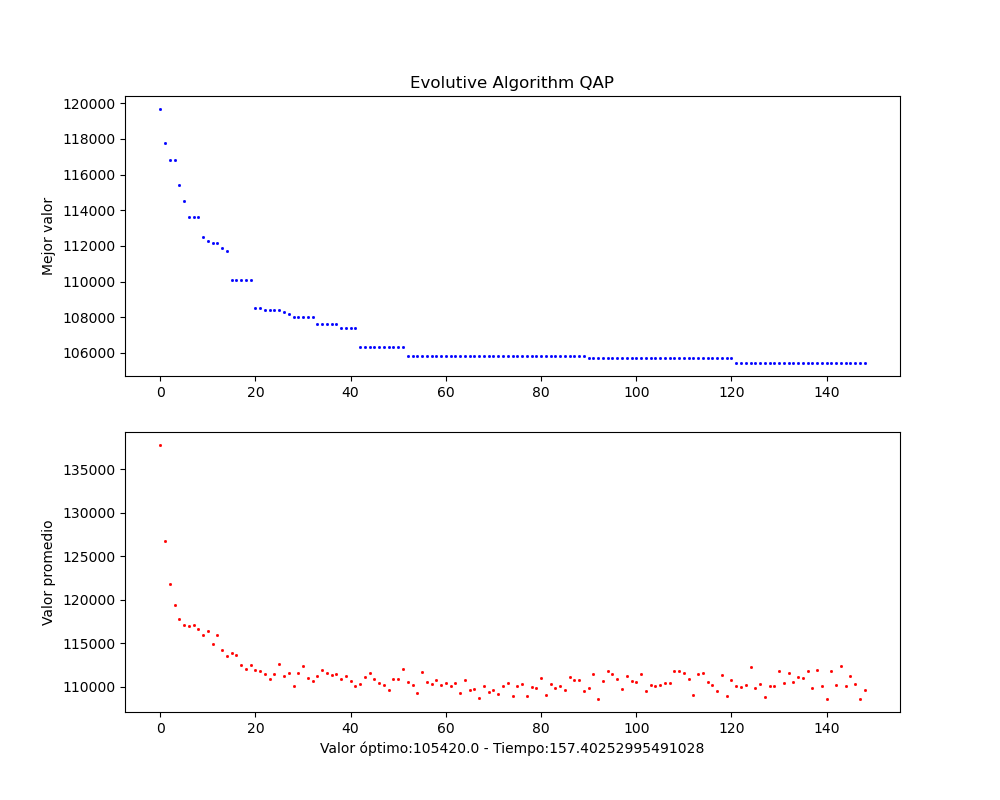 Evolutive Algorithm QAP
120000
118000
116000
114000
112000
110000
108000
106000
Mejor valor
0 20 40 60 80 100 120 140
135000
130000
125000
120000
115000
110000
Valor promedio
0 20 40 60 80 100 120 140
Valor óptimo:105420.0 - Tiempo:157.40252995491028